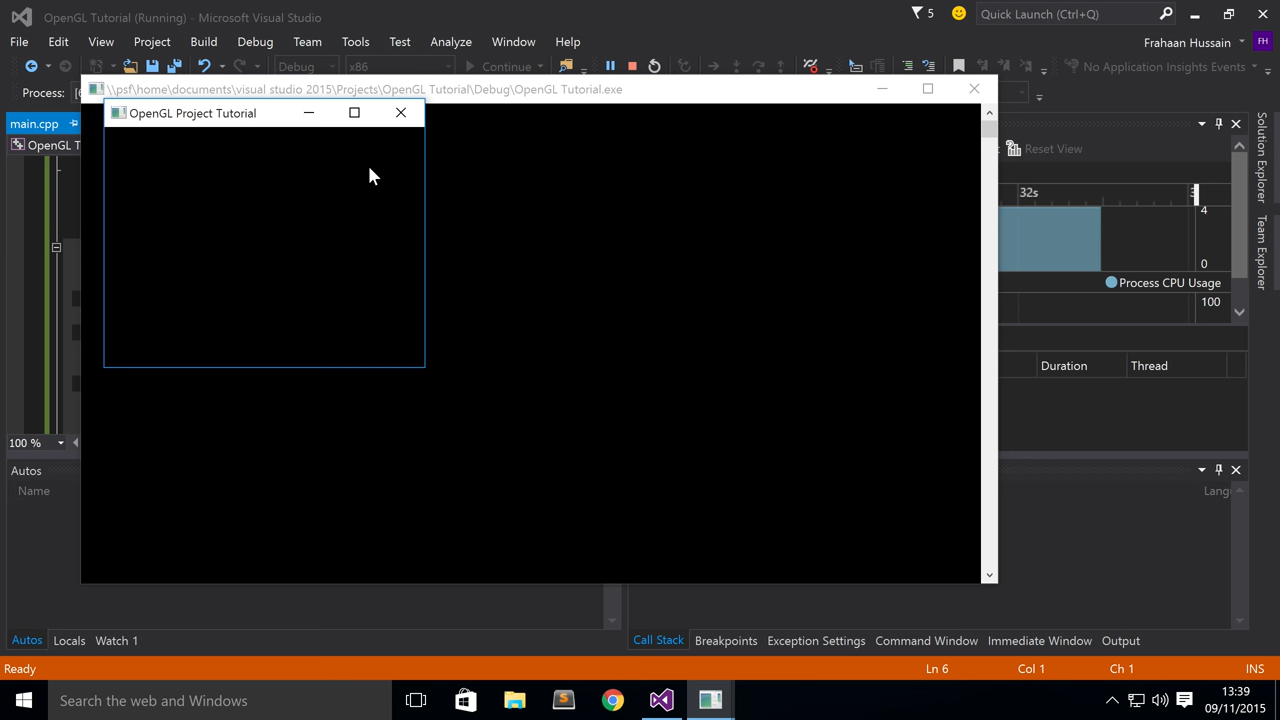 OpenGL Tutorial (Running) - Microsoft Visual Studio
5
Quick Launch (Ctrl+Q)
File Edit View Project Build Debug Team Tools Test Analyze Window Help
Frahaan Hussain
FH
Debug x86 Continue No Application Insights Events
Process:
\\psf\home\documents\visual studio 2015\Projects\OpenGL Tutorial\Debug\OpenGL Tutorial.exe
OpenGL Project Tutorial
main.cpp
OpenGL T
Reset View
32s
4
0
Process CPU Usage
100
Duration Thread
Solution Explorer
Team Explorer
100 %
Autos
Name
Autos Locals Watch 1
Call Stack Breakpoints Exception Settings Command Window Immediate Window Output
Ready
Ln 6 Col 1 Ch 1 INS
Search the web and Windows
13:39
09/11/2015